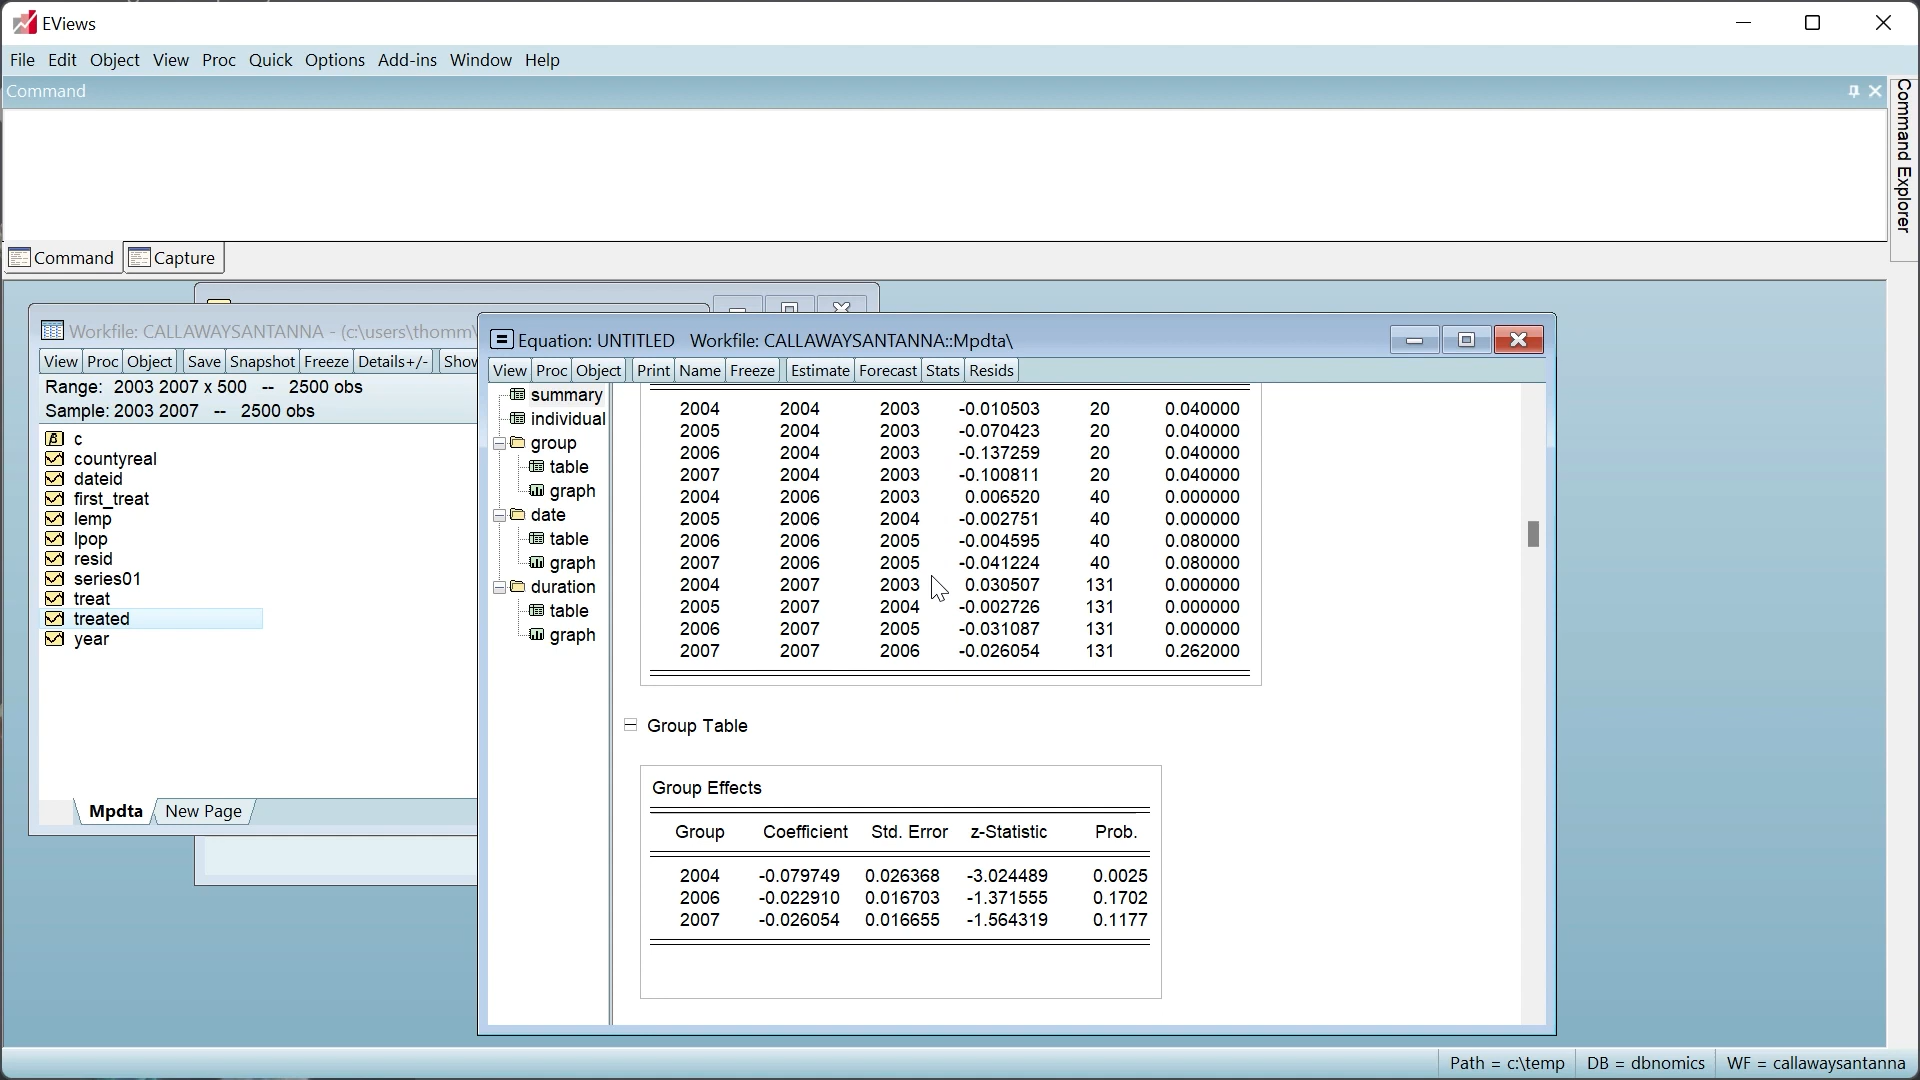 EViews
File Edit Object View Proc Quick Options Add-ins Window Help
Command
Command Explorer
Command Capture
Workfile: CALLAWAYSANTANNA - (c:\users\thomm\
View Proc Object Save Snapshot Freeze Details+/- Show
Range: 2003 2007 x 500 -- 2500 obs
Sample: 2003 2007 -- 2500 obs
c
countyreal
dateid
first_treat
lemp
lpop
resid
series01
treat
treated
year
Mpdta New Page
Equation: UNTITLED Workfile: CALLAWAYSANTANNA::Mpdta\
View Proc Object Print Name Freeze Estimate Forecast Stats Resids
summary
individual
group
table
graph
date
table
graph
duration
table
graph
2004 2004 2003 -0.010503 20 0.040000
2005 2004 2003 -0.070423 20 0.040000
2006 2004 2003 -0.137259 20 0.040000
2007 2004 2003 -0.100811 20 0.040000
2004 2006 2003 0.006520 40 0.000000
2005 2006 2004 -0.002751 40 0.000000
2006 2006 2005 -0.004595 40 0.080000
2007 2006 2005 -0.041224 40 0.080000
2004 2007 2003 0.030507 131 0.000000
2005 2007 2004 -0.002726 131 0.000000
2006 2007 2005 -0.031087 131 0.000000
2007 2007 2006 -0.026054 131 0.262000
Group Table
Group Effects
Group Coefficient Std. Error z-Statistic Prob.
2004 -0.079749 0.026368 -3.024489 0.0025
2006 -0.022910 0.016703 -1.371555 0.1702
2007 -0.026054 0.016655 -1.564319 0.1177
Path = c:\temp DB = dbnomics WF = callawaysantanna